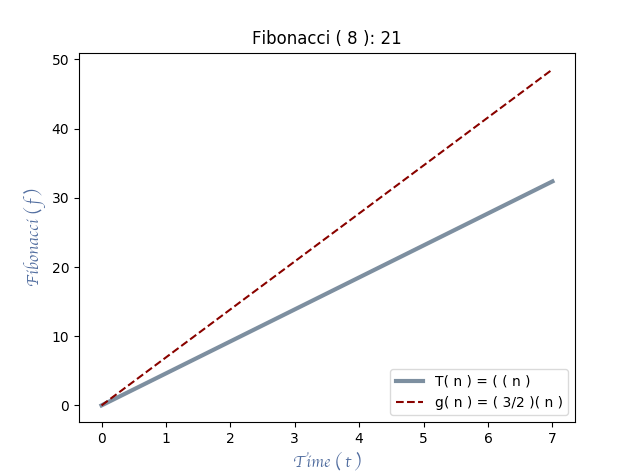 Fibonacci ( 8 ): 21
50
40
30
20
10
0
Fibonacci ( f )
0 1 2 3 4 5 6 7
Time ( t )
T( n ) = ( ( n )
g( n ) = ( 3/2 )( n )